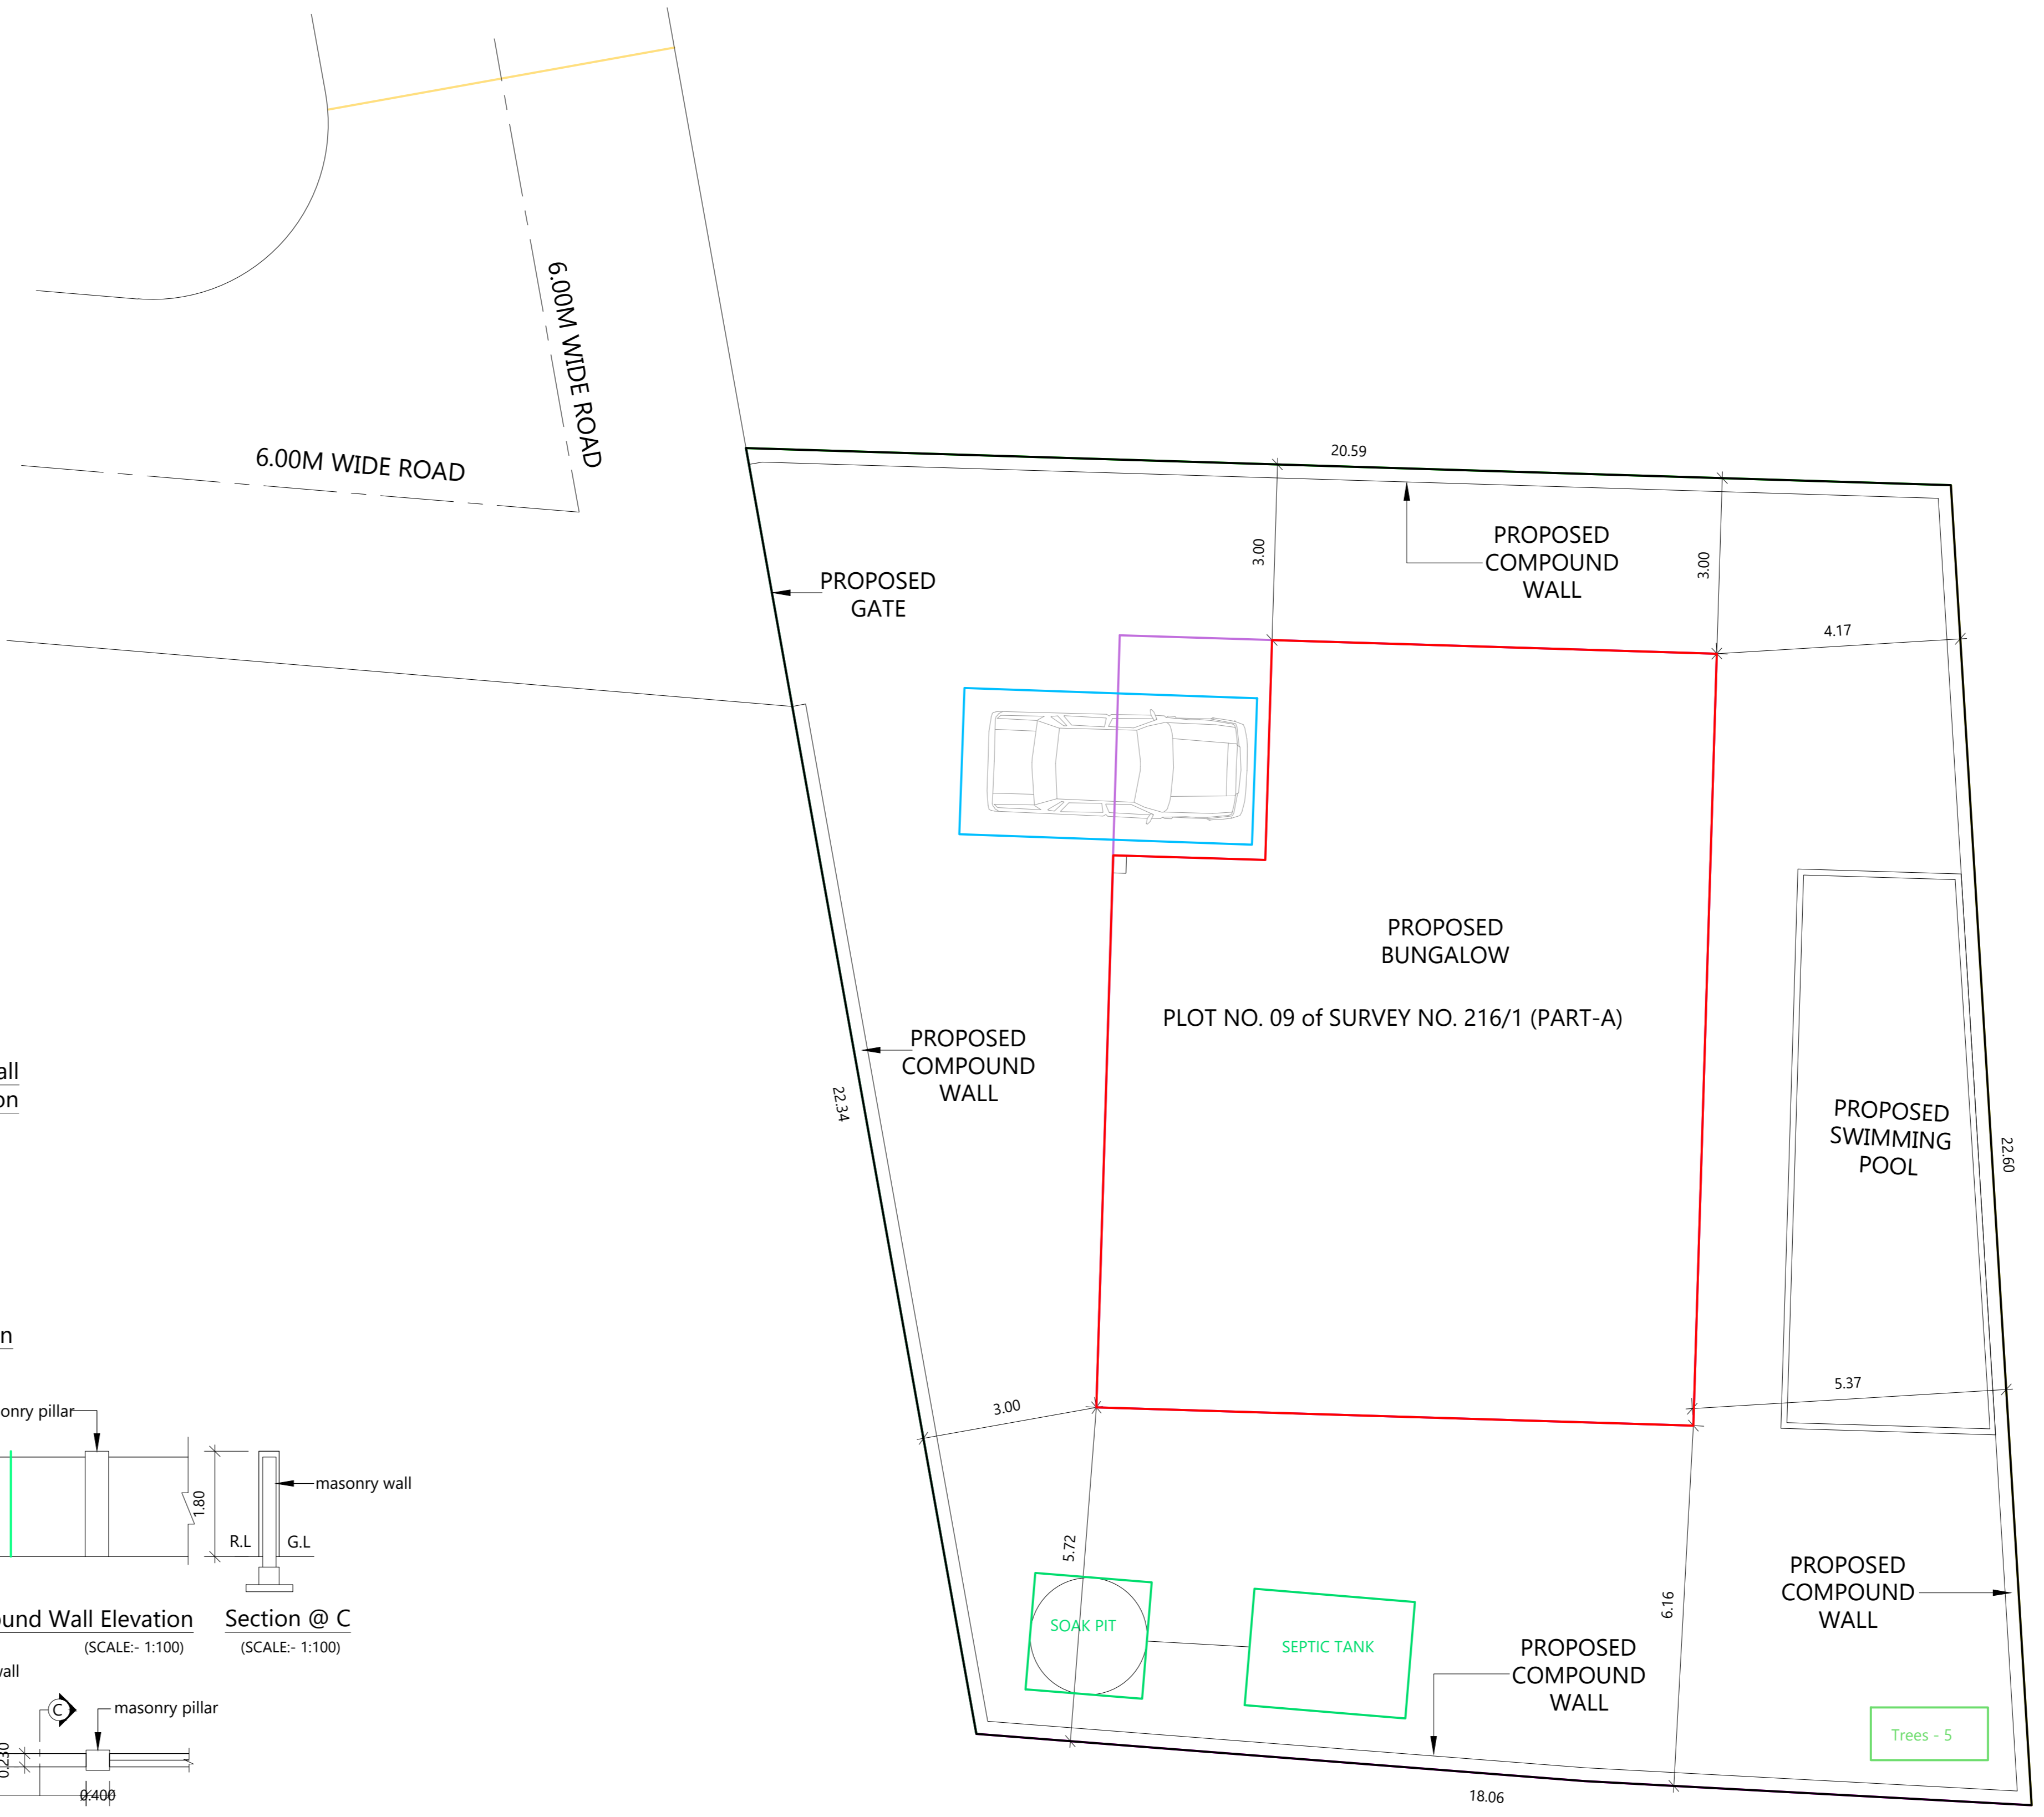 6.00M WIDE ROAD
6.00M WIDE ROAD
20.59
PROPOSED
COMPOUND
WALL
3.00
3.00
PROPOSED
GATE
4.17
PROPOSED
BUNGALOW
PLOT NO. 09 of SURVEY NO. 216/1 (PART-A)
PROPOSED
COMPOUND
WALL
22.34
PROPOSED
SWIMMING
POOL
22.60
5.37
3.00
5.72
6.16
SOAK PIT
SEPTIC TANK
PROPOSED
COMPOUND
WALL
PROPOSED
COMPOUND
WALL
Trees - 5
18.06
all
on
n
onry pillar
masonry wall
1.80
R.L
G.L
und Wall Elevation
(SCALE:- 1:100)
Section @ C
(SCALE:- 1:100)
wall
C
masonry pillar
0.230
0.400